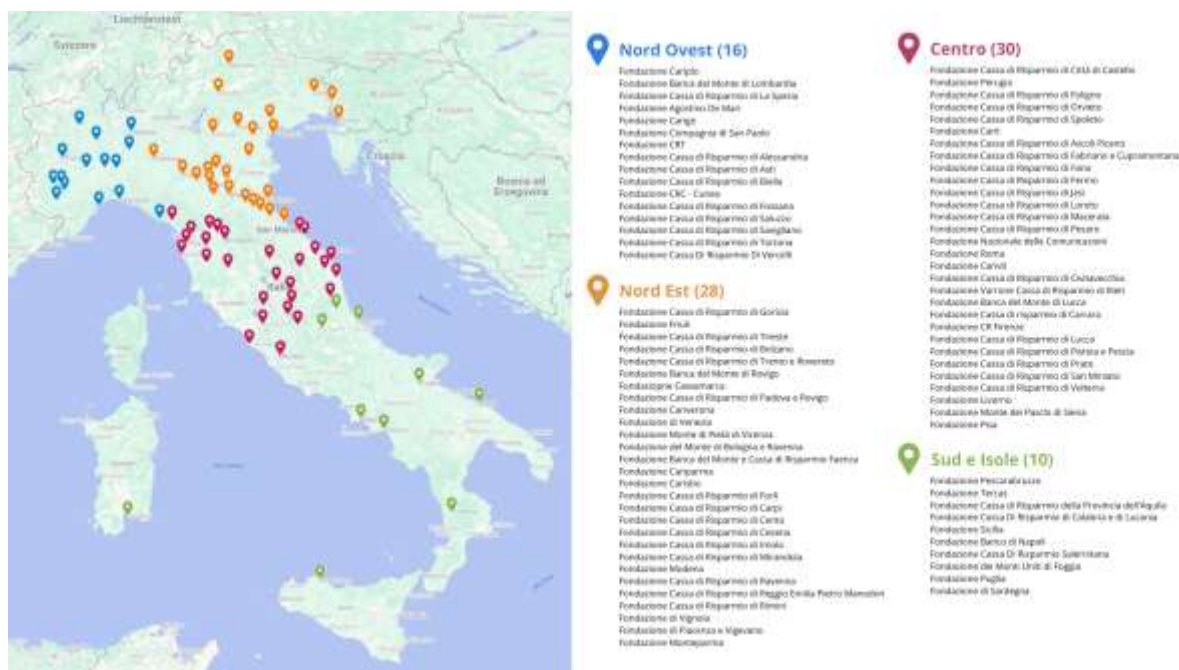 Liechtenstein
Svizzera
Croazia
Bosnia ed
Erzegovina
San Marino
Nord Ovest (16)
Fondazione Cariplo
Fondazione Banca del Monte di Lombardia
Fondazione Cassa di Risparmio di La Spezia
Fondazione Agostino De Mari
Fondazione Carige
Fondazione Compagnia di San Paolo
Fondazione CRT
Fondazione Cassa di Risparmio di Alessandria
Fondazione Cassa di Risparmio di Asti
Fondazione Cassa di Risparmio di Biella
Fondazione CRC - Cuneo
Fondazione Cassa di Risparmio di Fossano
Fondazione Cassa di Risparmio di Saluzzo
Fondazione Cassa di Risparmio di Savigliano
Fondazione Cassa di Risparmio di Tortona
Fondazione Cassa Di Risparmio Di Vercelli
Nord Est (28)
Fondazione Cassa di Risparmio di Gorizia
Fondazione Friuli
Fondazione Cassa di Risparmio di Trieste
Fondazione Cassa di Risparmio di Bolzano
Fondazione Cassa di Risparmio di Trento e Rovereto
Fondazione Banca del Monte di Rovigo
Fondazione Cassamarca
Fondazione Cassa di Risparmio di Padova e Rovigo
Fondazione Cariverona
Fondazione di Venezia
Fondazione Monte di Pietà di Vicenza
Fondazione del Monte di Bologna e Ravenna
Fondazione Banca del Monte e Cassa di Risparmio Faenza
Fondazione Cariparma
Fondazione Carisbo
Fondazione Cassa di Risparmio di Forlì
Fondazione Cassa di Risparmio di Carpi
Fondazione Cassa di Risparmio di Cento
Fondazione Cassa di Risparmio di Cesena
Fondazione Cassa di Risparmio di Imola
Fondazione Cassa di Risparmio di Mirandola
Fondazione Modena
Fondazione Cassa di Risparmio di Ravenna
Fondazione Cassa di Risparmio di Reggio Emilia Pietro Manodori
Fondazione Cassa di Risparmio di Rimini
Fondazione di Vignola
Fondazione di Piacenza e Vigevano
Fondazione Monteparma
Centro (30)
Fondazione Cassa di Risparmio di Città di Castello
Fondazione Perugia
Fondazione Cassa di Risparmio di Foligno
Fondazione Cassa di Risparmio di Orvieto
Fondazione Cassa di Risparmio di Spoleto
Fondazione Carit
Fondazione Cassa di Risparmio di Ascoli Piceno
Fondazione Cassa di Risparmio di Fabriano e Cupramontana
Fondazione Cassa di Risparmio di Fano
Fondazione Cassa di Risparmio di Fermo
Fondazione Cassa di Risparmio di Jesi
Fondazione Cassa di Risparmio di Loreto
Fondazione Cassa di Risparmio di Macerata
Fondazione Cassa di Risparmio di Pesaro
Fondazione Nazionale delle Comunicazioni
Fondazione Roma
Fondazione Carivit
Fondazione Cassa di Risparmio di Civitavecchia
Fondazione Varrone Cassa di Risparmio di Rieti
Fondazione Banca del Monte di Lucca
Fondazione Cassa di risparmio di Carrara
Fondazione CR Firenze
Fondazione Cassa di Risparmio di Lucca
Fondazione Cassa di Risparmio di Pistoia e Pescia
Fondazione Cassa di Risparmio di Prato
Fondazione Cassa di Risparmio di San Miniato
Fondazione Cassa di Risparmio di Volterra
Fondazione Livorno
Fondazione Monte dei Paschi di Siena
Fondazione Pisa
Sud e Isole (10)
Fondazione Pescarabruzzo
Fondazione Tercas
Fondazione Cassa di Risparmio della Provincia dell'Aquila
Fondazione Cassa Di Risparmio di Calabria e di Lucania
Fondazione Sicilia
Fondazione Banco di Napoli
Fondazione Cassa Di Risparmio Salernitana
Fondazione dei Monti Uniti di Foggia
Fondazione Puglia
Fondazione di Sardegna